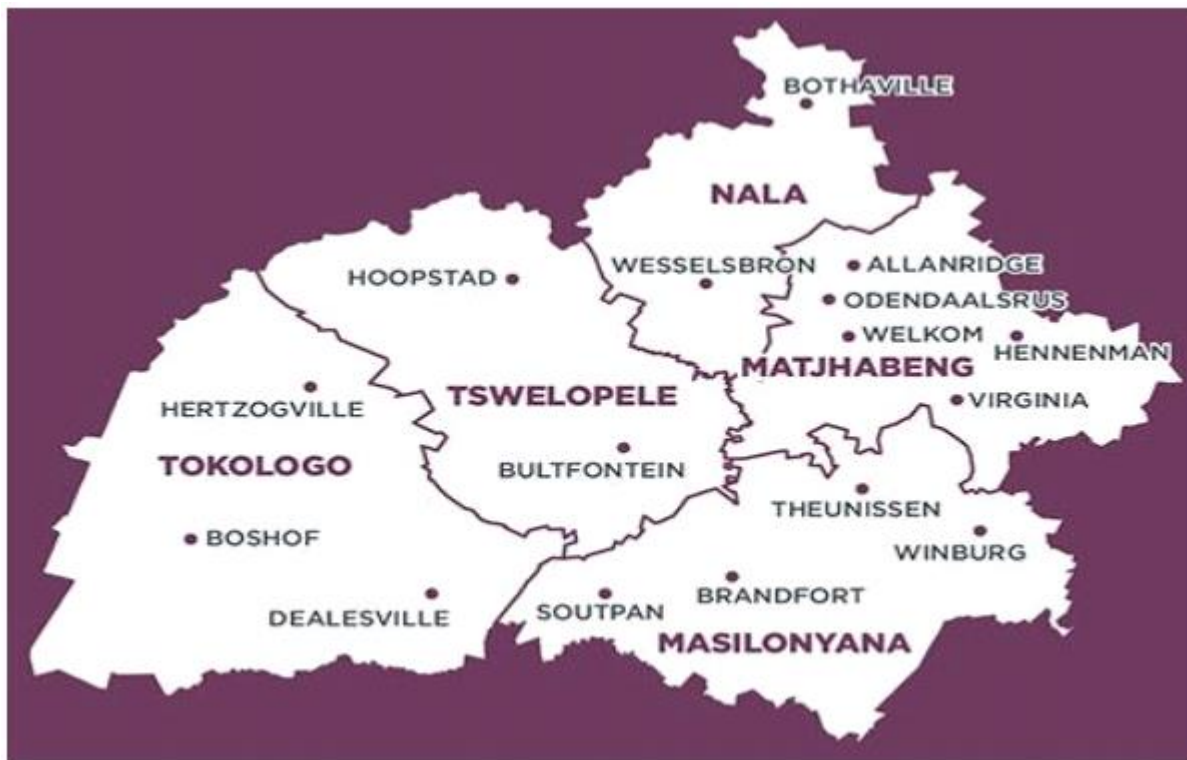 BOTHAVILLE
NALA
WESSELSBRON
ALLANRIDGE
HOOPSTAD
ODENDAALSRUS
WELKOM
HENNENMAN
MATJHABENG
HERTZOGVILLE
TSWELOPELE
VIRGINIA
TOKOLOGO
BULTFONTEIN
THEUNISSEN
BOSHOF
WINBURG
BRANDFORT
SOUTPAN
DEALESVILLE
MASILONYANA